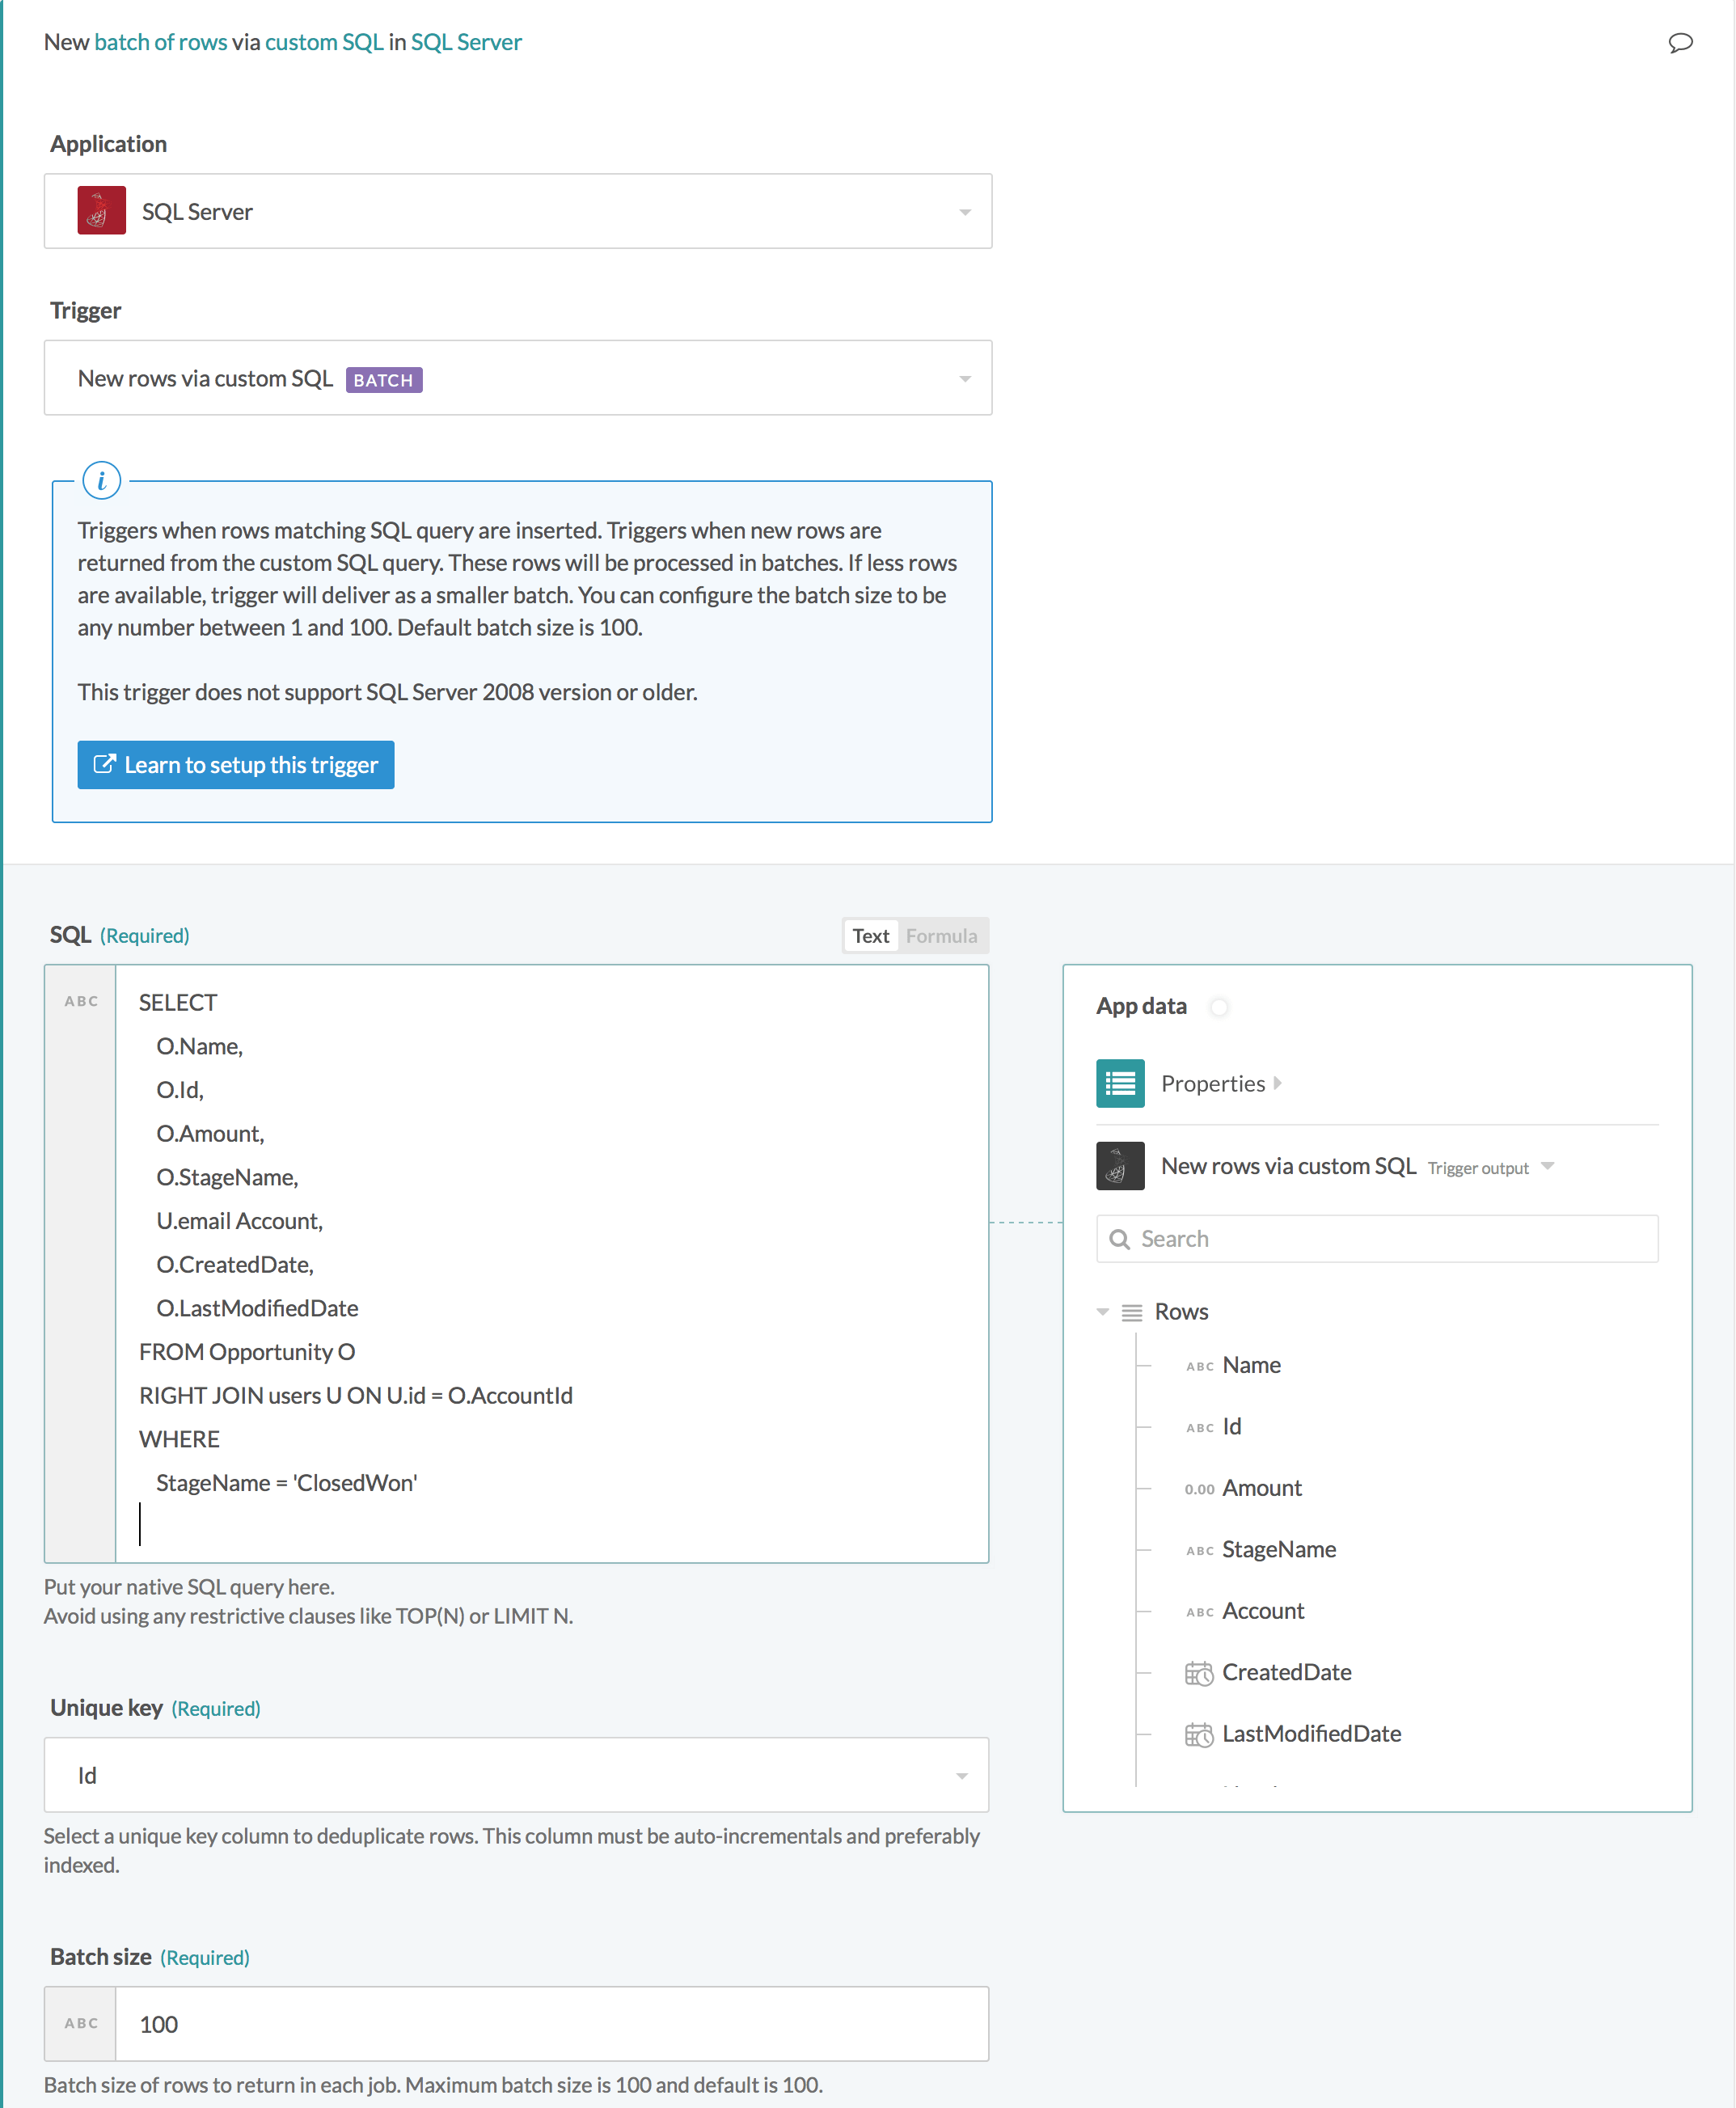 New batch of rows via custom SQL in SQL Server
Application
SQL Server
Trigger
New rows via custom SQL BATCH
i
Triggers when rows matching SQL query are inserted. Triggers when new rows are
returned from the custom SQL query. These rows will be processed in batches. If less rows
are available, trigger will deliver as a smaller batch. You can configure the batch size to be
any number between 1 and 100. Default batch size is 100.
This trigger does not support SQL Server 2008 version or older.
Learn to setup this trigger
SQL (Required)
Text Formula
ABC
SELECT
O.Name,
O.Id,
O.Amount,
O.StageName,
U.email Account,
O.CreatedDate,
O.LastModifiedDate
FROM Opportunity O
RIGHT JOIN users U ON U.id = O.AccountId
WHERE
StageName = 'ClosedWon'
Put your native SQL query here.
Avoid using any restrictive clauses like TOP(N) or LIMIT N.
App data
Properties
New rows via custom SQL Trigger output
Search
Rows
ABC Name
ABC Id
0.00 Amount
ABC StageName
ABC Account
CreatedDate
LastModifiedDate
Unique key (Required)
Id
Select a unique key column to deduplicate rows. This column must be auto-incrementals and preferably
indexed.
Batch size (Required)
ABC 100
Batch size of rows to return in each job. Maximum batch size is 100 and default is 100.